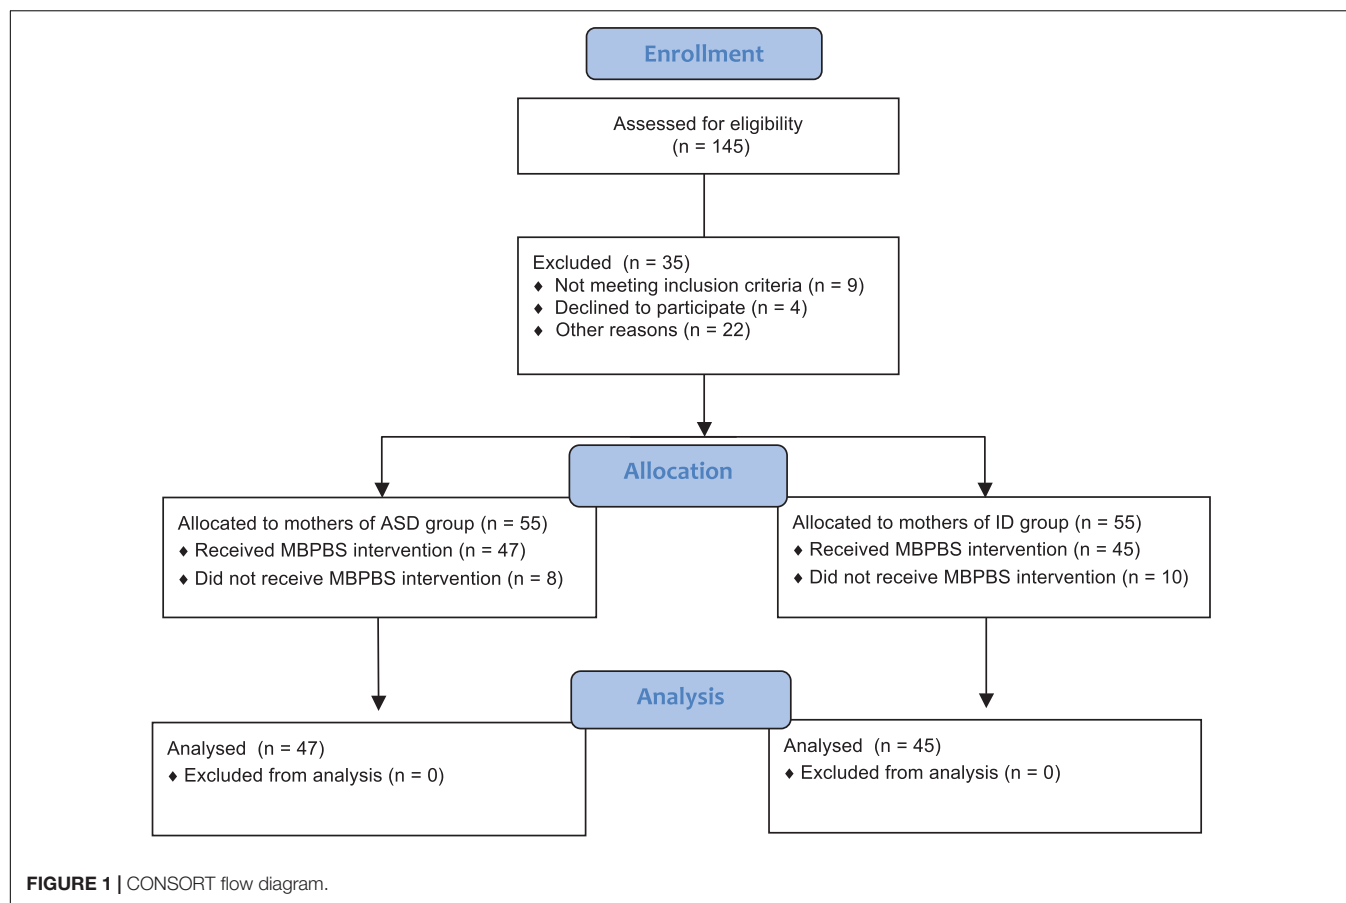 Enrollment
Assessed for eligibility
(n = 145)
Excluded (n = 35)
♦ Not meeting inclusion criteria (n = 9)
♦ Declined to participate (n = 4)
♦ Other reasons (n = 22)
Allocation
Allocated to mothers of ASD group (n = 55)
♦ Received MBPBS intervention (n = 47)
♦ Did not receive MBPBS intervention (n = 8)
Allocated to mothers of ID group (n = 55)
♦ Received MBPBS intervention (n = 45)
♦ Did not receive MBPBS intervention (n = 10)
Analysis
Analysed (n = 47)
♦ Excluded from analysis (n = 0)
Analysed (n = 45)
♦ Excluded from analysis (n = 0)
FIGURE 1 | CONSORT flow diagram.